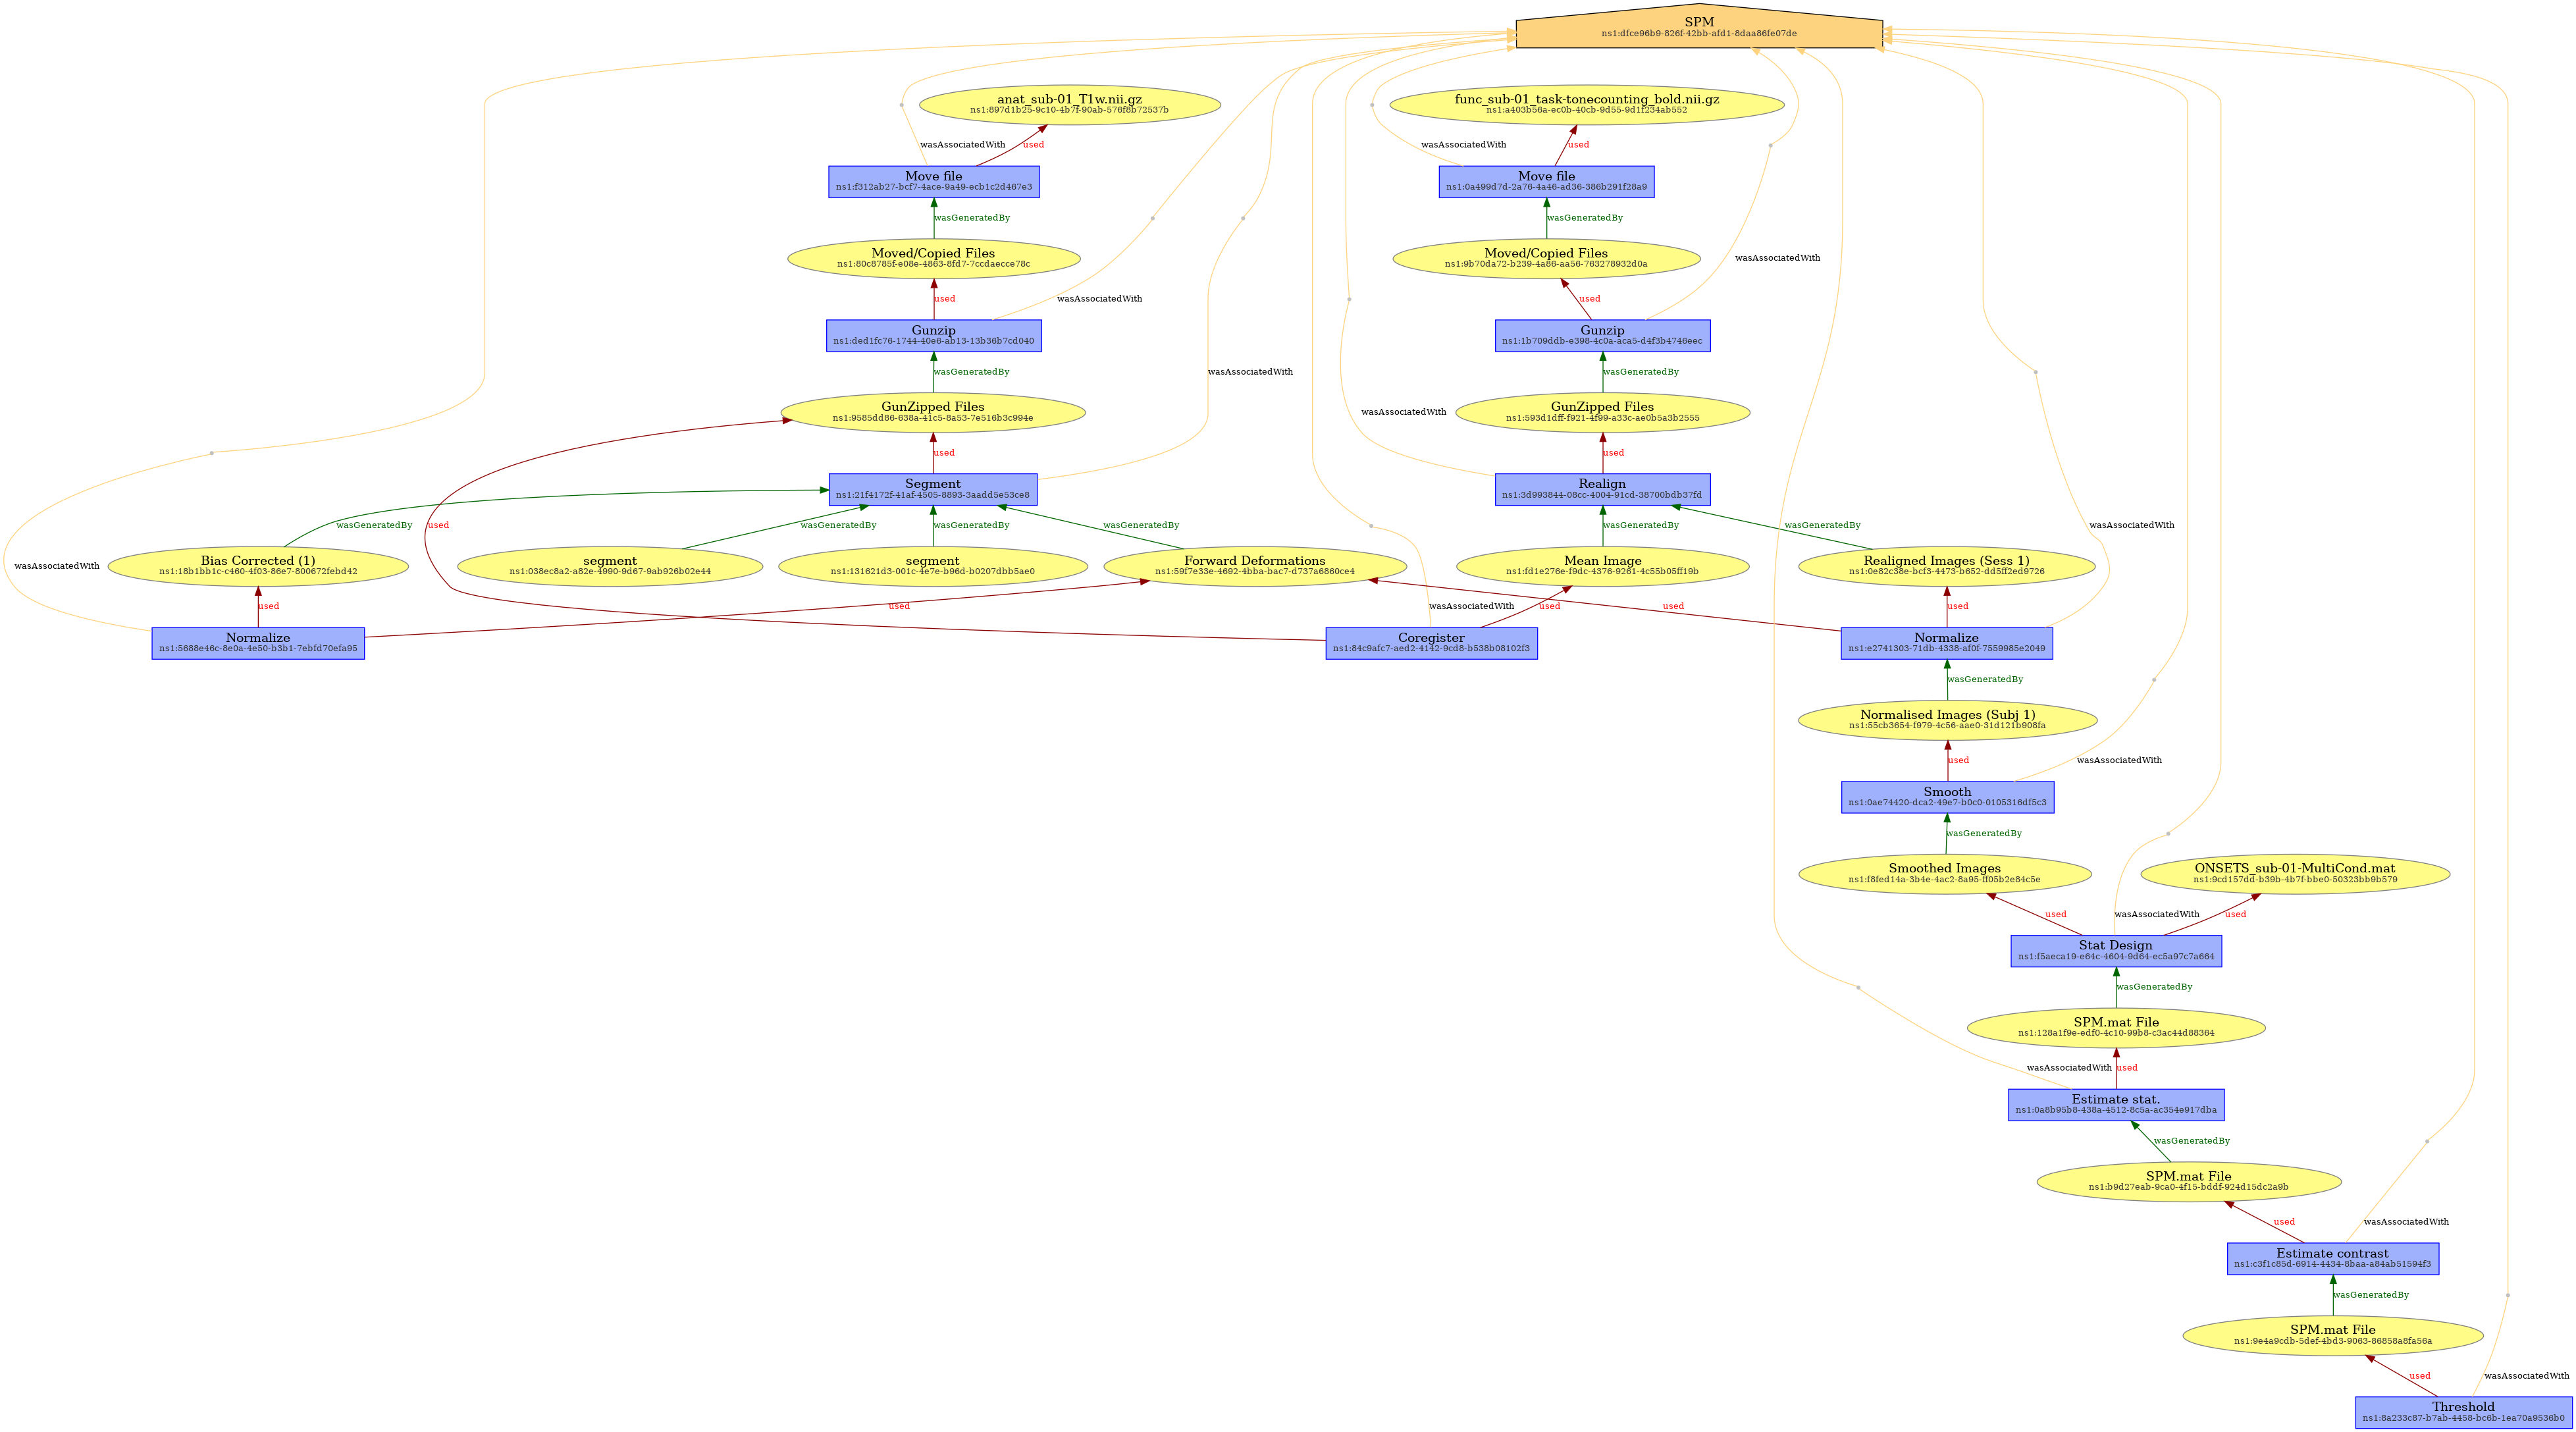 SPM
ns1:dfce96b9-826f-42bb-afd1-8daa86fe07de
anat_sub-01_T1w.nii.gz
ns1:897d1b25-9c10-4b7f-90ab-576f8b72537b
func_sub-01_task-tonecounting_bold.nii.gz
ns1:a403b56a-ec0b-40cb-9d55-9d1f234ab552
wasAssociatedWith
used
wasAssociatedWith
used
Move file
ns1:f312ab27-bcf7-4ace-9a49-ecb1c2d467e3
Move file
ns1:0a499d7d-2a76-4a46-ad36-386b291f28a9
wasGeneratedBy
wasGeneratedBy
Moved/Copied Files
ns1:80c8785f-e08e-4863-8fd7-7ccdaecce78c
Moved/Copied Files
ns1:9b70da72-b239-4a86-aa56-763278932d0a
wasAssociatedWith
used
wasAssociatedWith
used
Gunzip
ns1:ded1fc76-1744-40e6-ab13-13b36b7cd040
Gunzip
ns1:1b709ddb-e398-4c0a-aca5-d4f3b4746eec
wasGeneratedBy
wasAssociatedWith
wasGeneratedBy
GunZipped Files
ns1:9585dd86-638a-41c5-8a53-7e516b3c994e
wasAssociatedWith
GunZipped Files
ns1:593d1dff-f921-4f99-a33c-ae0b5a3b2555
used
used
Segment
ns1:21f4172f-41af-4505-8893-3aadd5e53ce8
Realign
ns1:3d993844-08cc-4004-91cd-38700bdb37fd
wasGeneratedBy
used
wasGeneratedBy
wasGeneratedBy
wasGeneratedBy
wasGeneratedBy
wasGeneratedBy
wasAssociatedWith
wasAssociatedWith
Bias Corrected (1)
ns1:18b1bb1c-c460-4f03-86e7-800672febd42
segment
ns1:038ec8a2-a82e-4990-9d67-9ab926b02e44
segment
ns1:131621d3-001c-4e7e-b96d-b0207dbb5ae0
Forward Deformations
ns1:59f7e33e-4692-4bba-bac7-d737a6860ce4
Mean Image
ns1:fd1e276e-f9dc-4376-9261-4c55b05ff19b
Realigned Images (Sess 1)
ns1:0e82c38e-bcf3-4473-b652-dd5ff2ed9726
used
used
wasAssociatedWith
used
used
used
Normalize
ns1:5688e46c-8e0a-4e50-b3b1-7ebfd70efa95
Coregister
ns1:84c9afc7-aed2-4142-9cd8-b538b08102f3
Normalize
ns1:e2741303-71db-4338-af0f-7559985e2049
wasGeneratedBy
Normalised Images (Subj 1)
ns1:55cb3654-f979-4c56-aae0-31d121b908fa
used
wasAssociatedWith
Smooth
ns1:0ae74420-dca2-49e7-b0c0-0105316df5c3
wasGeneratedBy
Smoothed Images
ns1:f8fed14a-3b4e-4ac2-8a95-ff05b2e84c5e
ONSETS_sub-01-MultiCond.mat
ns1:9cd157dd-b39b-4b7f-bbe0-50323bb9b579
used
wasAssociatedWith
used
Stat Design
ns1:f5aeca19-e64c-4604-9d64-ec5a97c7a664
wasGeneratedBy
SPM.mat File
ns1:128a1f9e-edf0-4c10-99b8-c3ac44d88364
wasAssociatedWith
used
Estimate stat.
ns1:0a8b95b8-438a-4512-8c5a-ac354e917dba
wasGeneratedBy
SPM.mat File
ns1:b9d27eab-9ca0-4f15-bddf-924d15dc2a9b
used
wasAssociatedWith
Estimate contrast
ns1:c3f1c85d-6914-4434-8baa-a84ab51594f3
wasGeneratedBy
SPM.mat File
ns1:9e4a9cdb-5def-4bd3-9063-86858a8fa56a
used
wasAssociatedWith
Threshold
ns1:8a233c87-b7ab-4458-bc6b-1ea70a9536b0